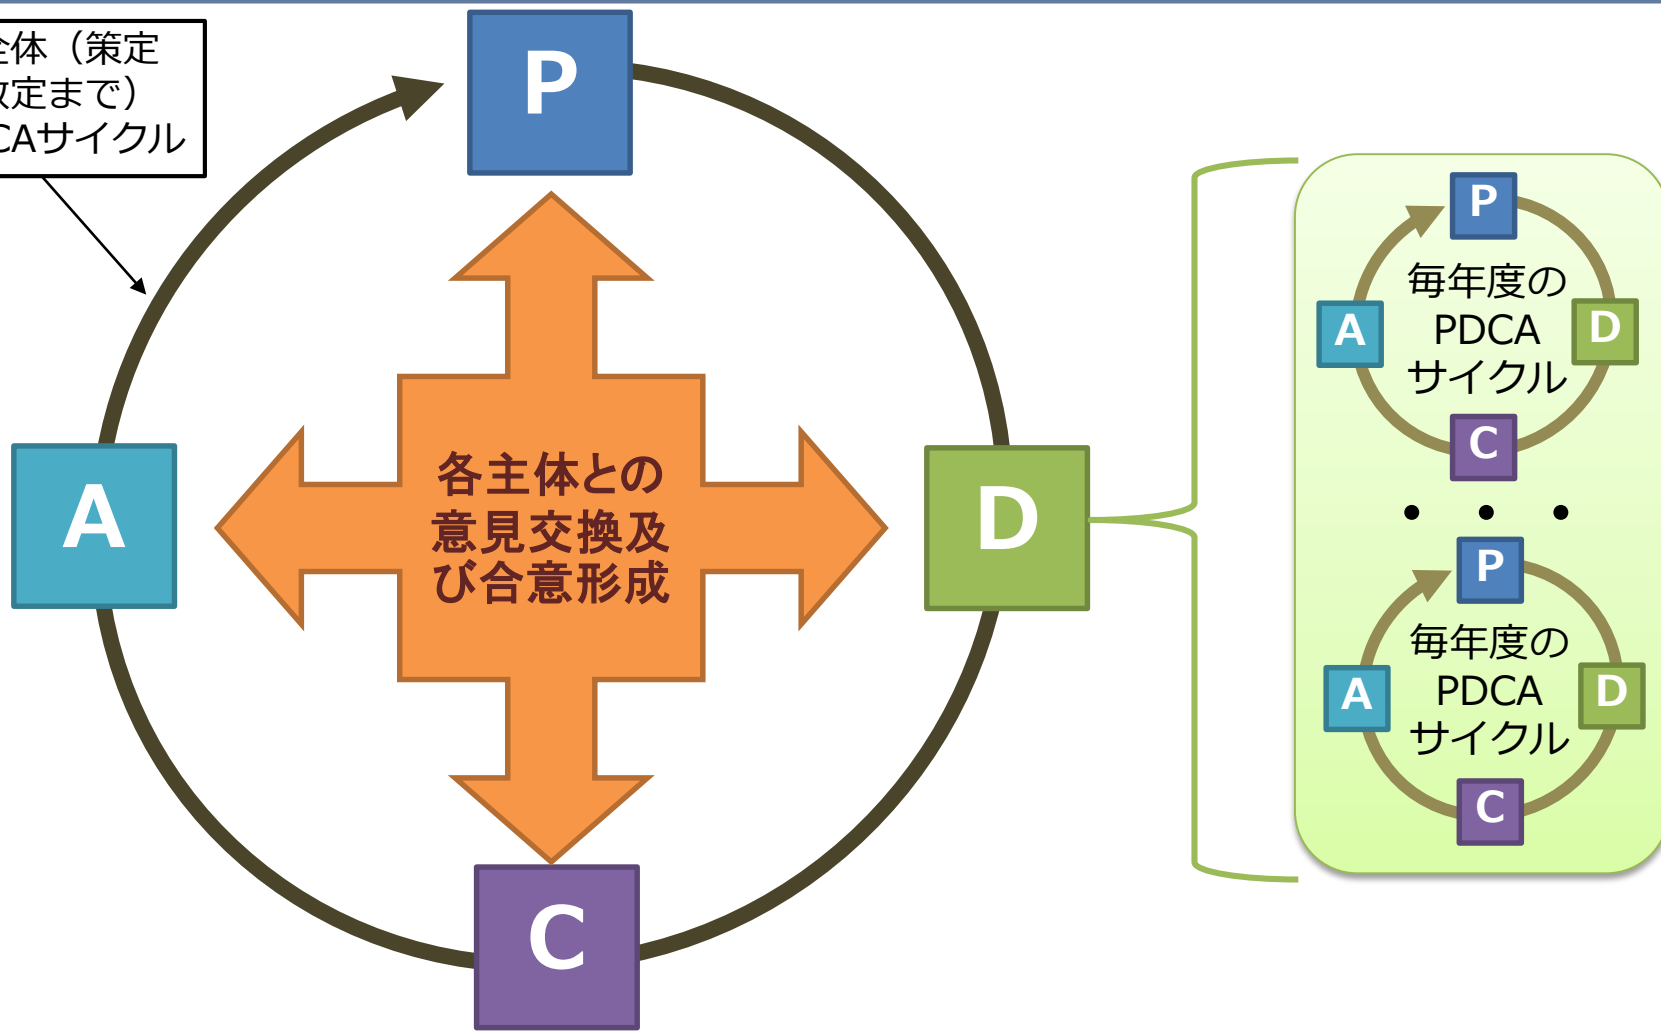 全体（策定
改定まで）
CAサイクル
P
A
D
C
各主体との
意見交換及
び合意形成
P
A
D
C
毎年度の
PDCA
サイクル
・・・
P
A
D
C
毎年度の
PDCA
サイクル